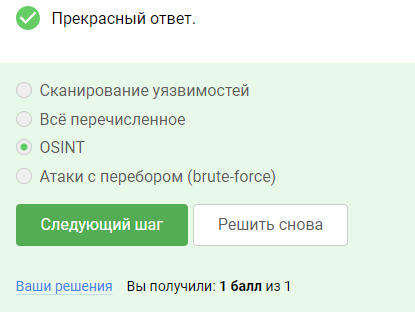 Прекрасный ответ.
Сканирование уязвимостей
Всё перечисленное
OSINT
Атаки с перебором (brute-force)
Следующий шаг Решить снова
Ваши решения Вы получили: 1 балл из 1